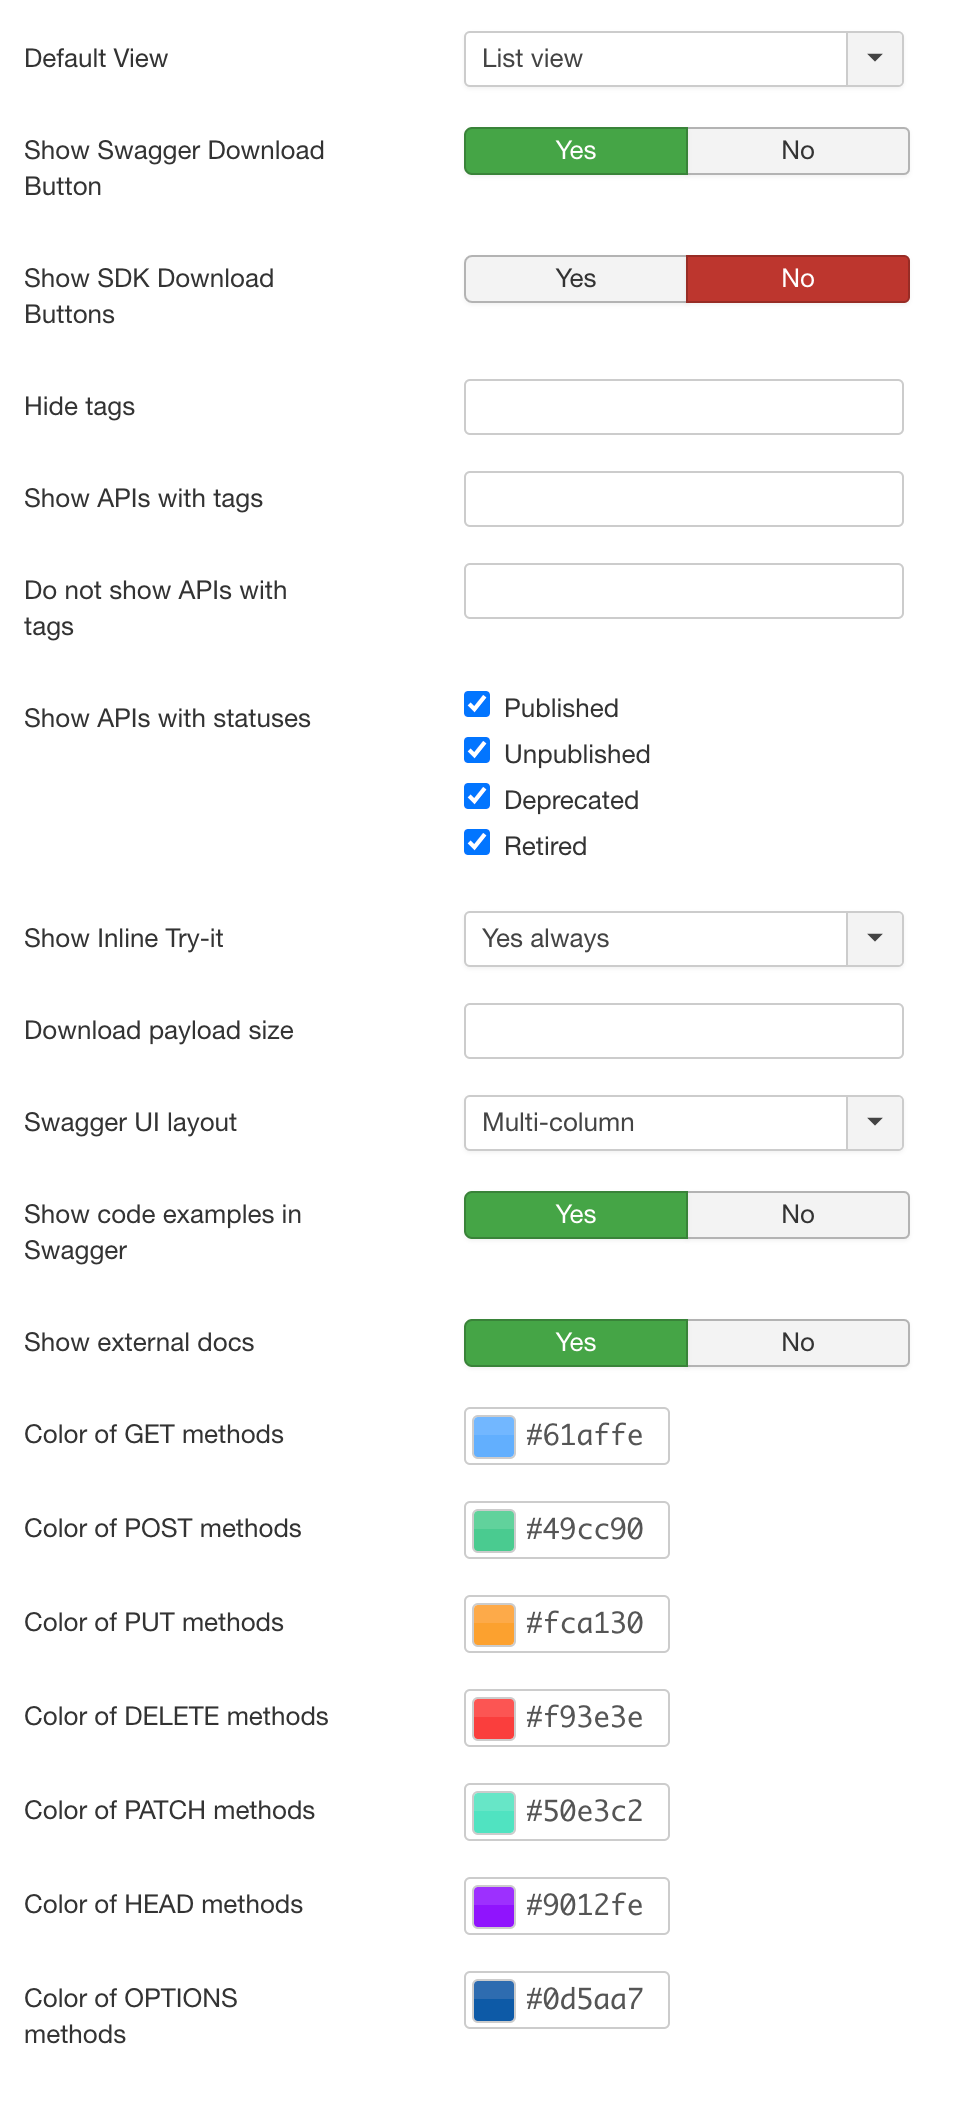 Default View
List view
Show Swagger Download
Button
Yes
No
Show SDK Download
Buttons
Yes
No
Hide tags
Show APIs with tags
Do not show APIs with
tags
Show APIs with statuses
Published
Unpublished
Deprecated
Retired
Show Inline Try-it
Yes always
Download payload size
Swagger UI layout
Multi-column
Show code examples in
Swagger
Yes
No
Show external docs
Yes
No
Color of GET methods
#61affe
Color of POST methods
#49cc90
Color of PUT methods
#fca130
Color of DELETE methods
#f93e3e
Color of PATCH methods
#50e3c2
Color of HEAD methods
#9012fe
Color of OPTIONS
methods
#0d5aa7